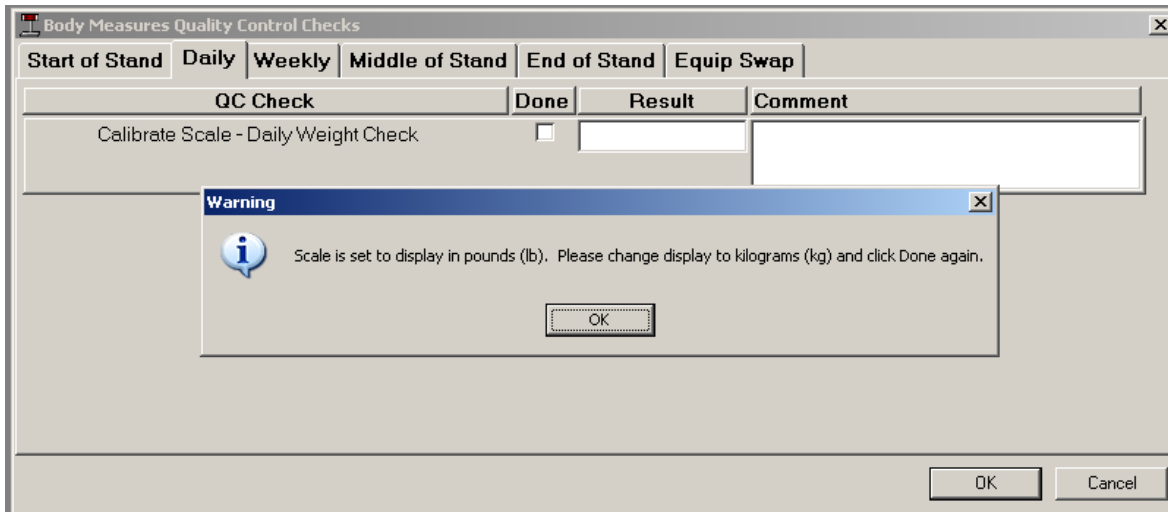 Body Measures Quality Control Checks
Start of Stand Daily Weekly Middle of Stand End of Stand Equip Swap
QC Check Done Result Comment
Calibrate Scale - Daily Weight Check
Warning
Scale is set to display in pounds (lb). Please change display to kilograms (kg) and click Done again.
OK
OK Cancel